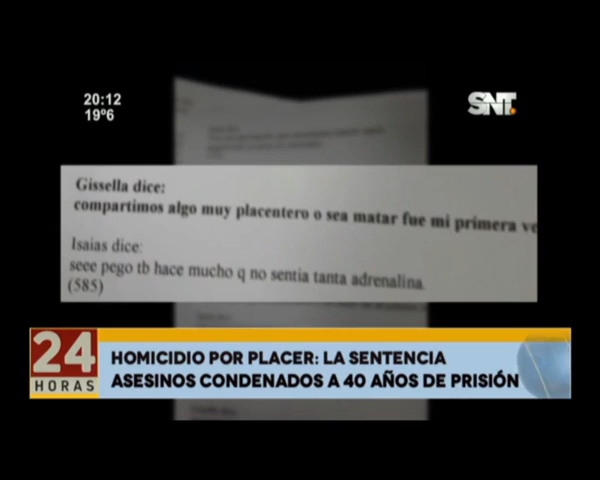 20:12
19º6
SNT
Gissella dice:
compartimos algo muy placentero o sea matar fue mi primera ve
Isaias dice:
seee pego tb hace mucho q no sentia tanta adrenalina.
(585)
24
HORAS
HOMICIDIO POR PLACER: LA SENTENCIA
ASESINOS CONDENADOS A 40 AÑOS DE PRISIÓN